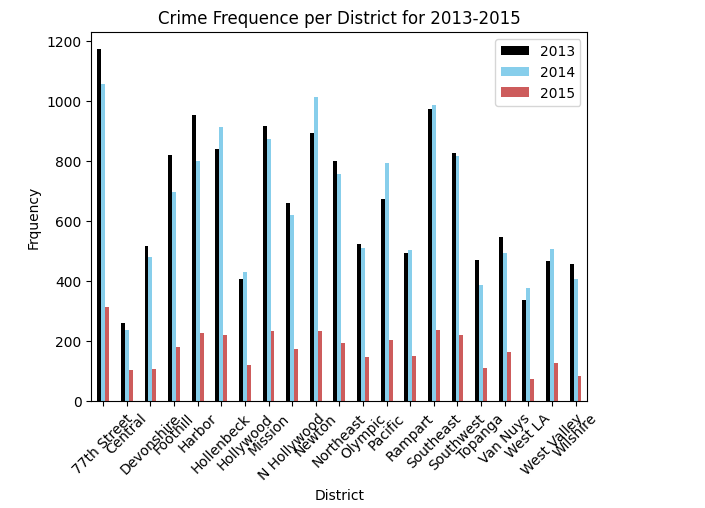 Crime Frequence per District for 2013-2015
2013
2014
2015
Frquency
1200
1000
800
600
400
200
0
77th Street
Central
Devonshire
Foothill
Harbor
Hollenbeck
Hollywood
Mission
N Hollywood
Newton
Northeast
Olympic
Pacific
Rampart
Southeast
Southwest
Topanga
Van Nuys
West LA
West Valley
Wilshire
District